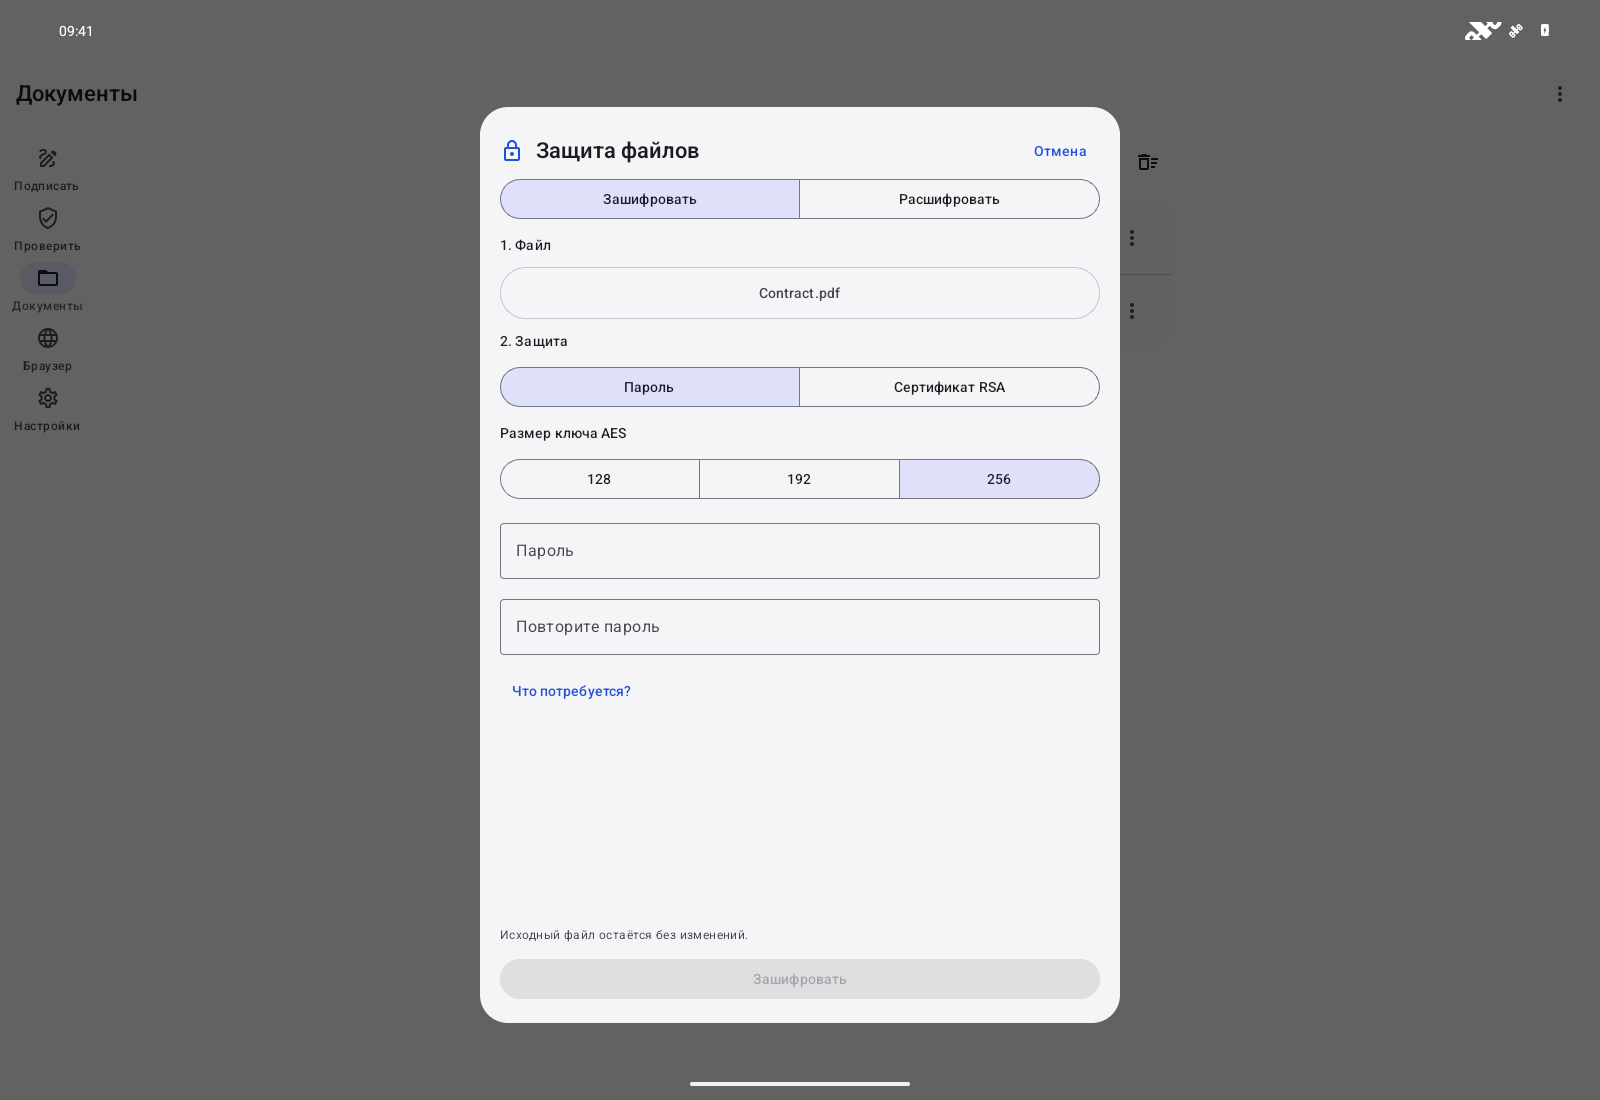 09:41
Документы
Подписать
Проверить
Документы
Браузер
Настройки
Защита файлов
Отмена
Зашифровать
Расшифровать
1. Файл
Contract.pdf
2. Защита
Пароль
Сертификат RSA
Размер ключа AES
128
192
256
Пароль
Повторите пароль
Что потребуется?
Исходный файл остаётся без изменений.
Зашифровать